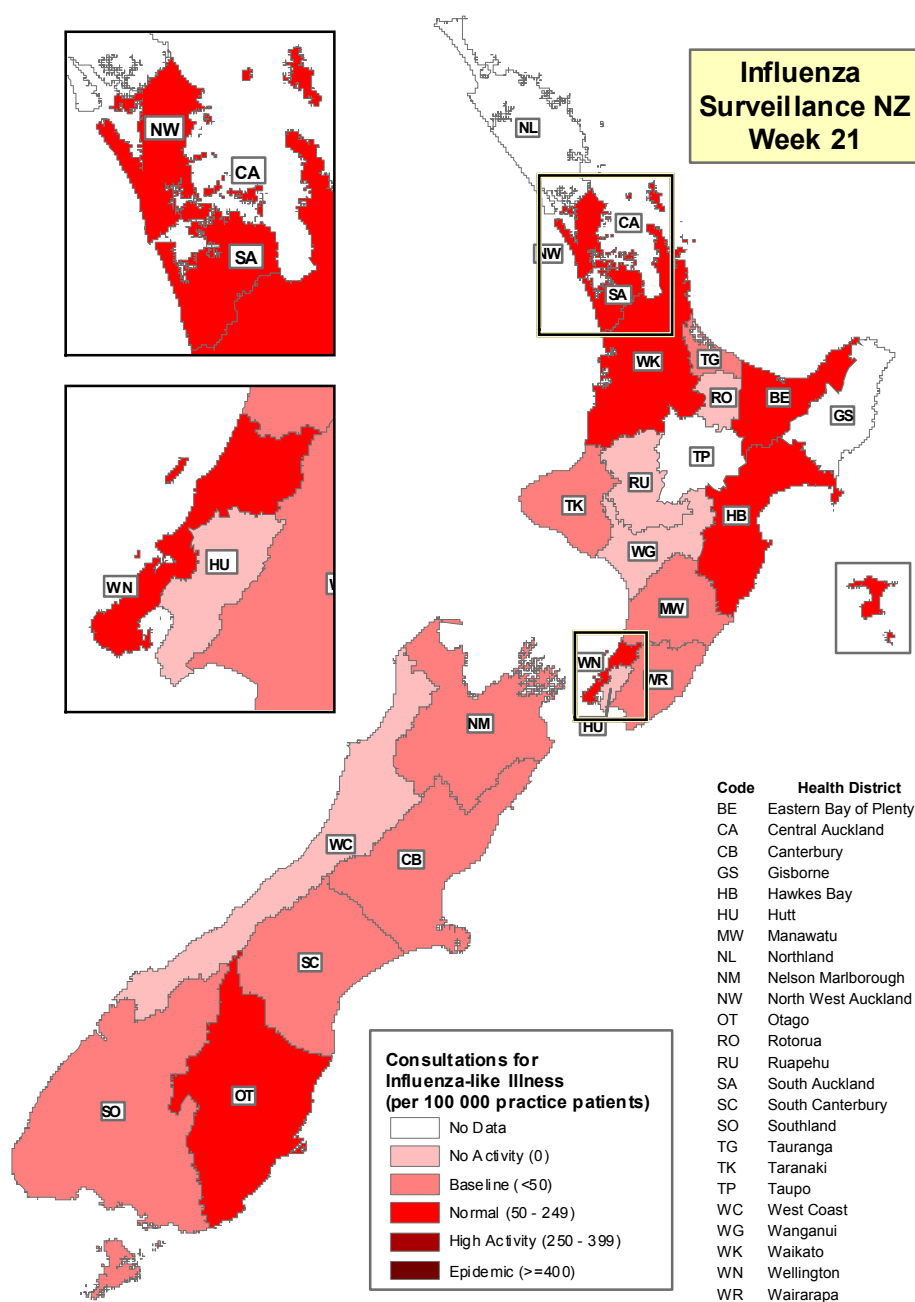 Influenza
Surveillance NZ
Week 21
NW
CA
SA
NL
CA
NW
SA
WK
TG
RO
BE
GS
TP
RU
TK
HB
WG
MW
WN
WR
HU
HU
WN
NM
WC
CB
SC
OT
SO
Consultations for
Influenza-like Illness
(per 100 000 practice patients)
No Data
No Activity (0)
Baseline (<50)
Normal (50 - 249)
High Activity (250 - 399)
Epidemic (>=400)
Code Health District
BE Eastern Bay of Plenty
CA Central Auckland
CB Canterbury
GS Gisborne
HB Hawkes Bay
HU Hutt
MW Manawatu
NL Northland
NM Nelson Marlborough
NW North West Auckland
OT Otago
RO Rotorua
RU Ruapehu
SA South Auckland
SC South Canterbury
SO Southland
TG Tauranga
TK Taranaki
TP Taupo
WC West Coast
WG Wanganui
WK Waikato
WN Wellington
WR Wairarapa